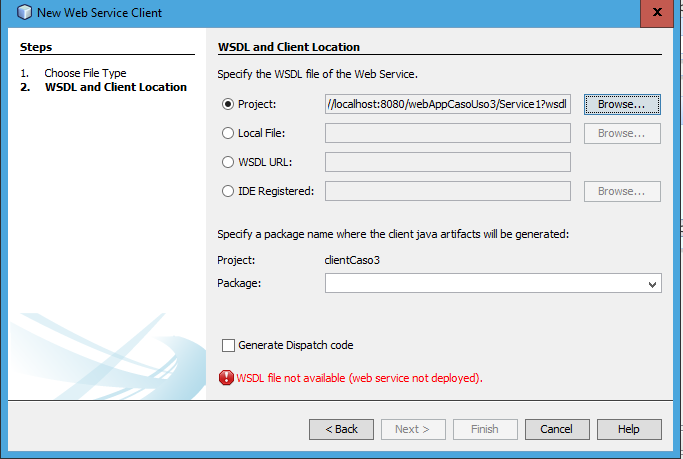 New Web Service Client
x
Steps
1. Choose File Type
2. WSDL and Client Location
WSDL and Client Location
Specify the WSDL file of the Web Service.
Project: //localhost:8080/webAppCasoUso3/Service1?wsdl Browse...
Local File: Browse...
WSDL URL:
IDE Registered: Browse...
Specify a package name where the client java artifacts will be generated:
Project: clientCaso3
Package:
Generate Dispatch code
WSDL file not available (web service not deployed).
< Back Next > Finish Cancel Help